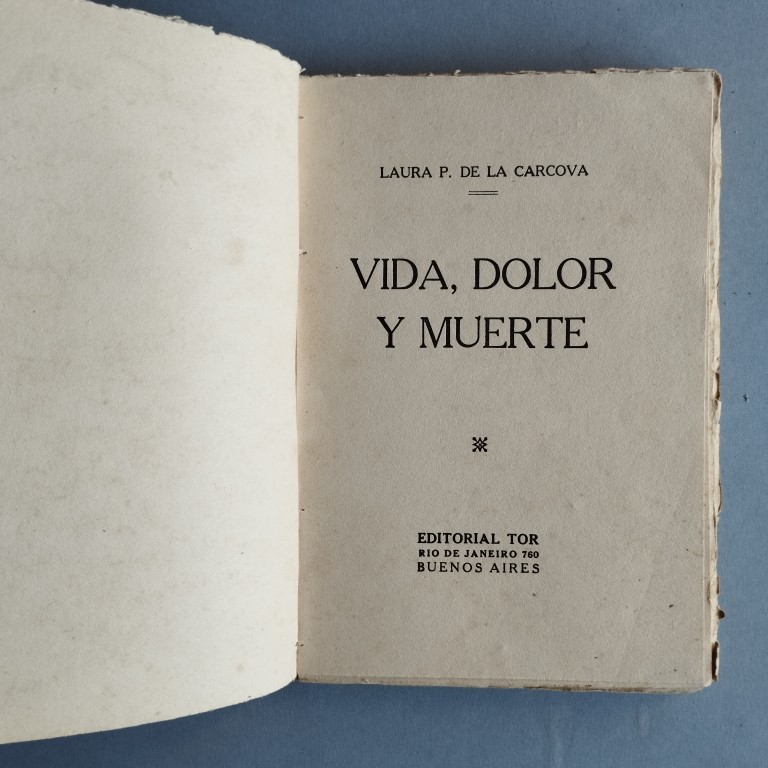 LAURA P. DE LA CARCOVA
VIDA, DOLOR
Y MUERTE
EDITORIAL TOR
RIO DE JANEIRO 760
BUENOS AIRES